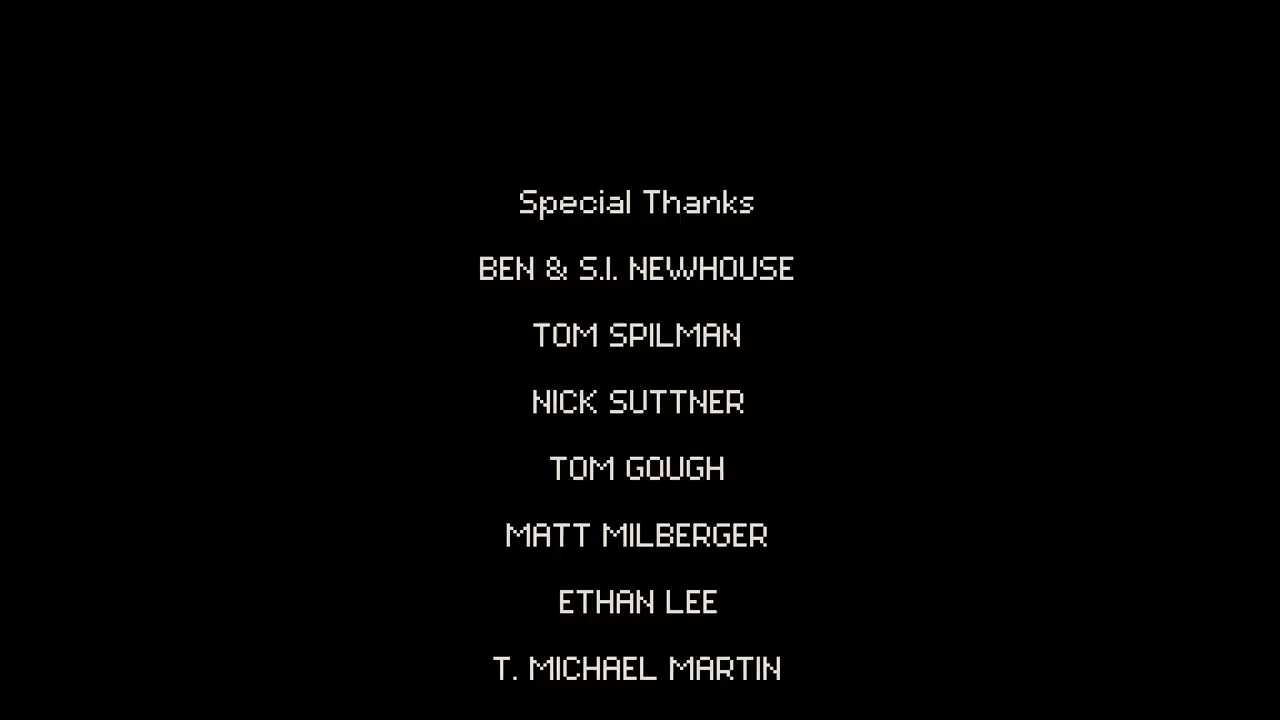 Special Thanks
BEN & S.I. NEWHOUSE
TOM SPILMAN
NICK SUTTNER
TOM GOUGH
MATT MILBERGER
ETHAN LEE
T. MICHAEL MARTIN